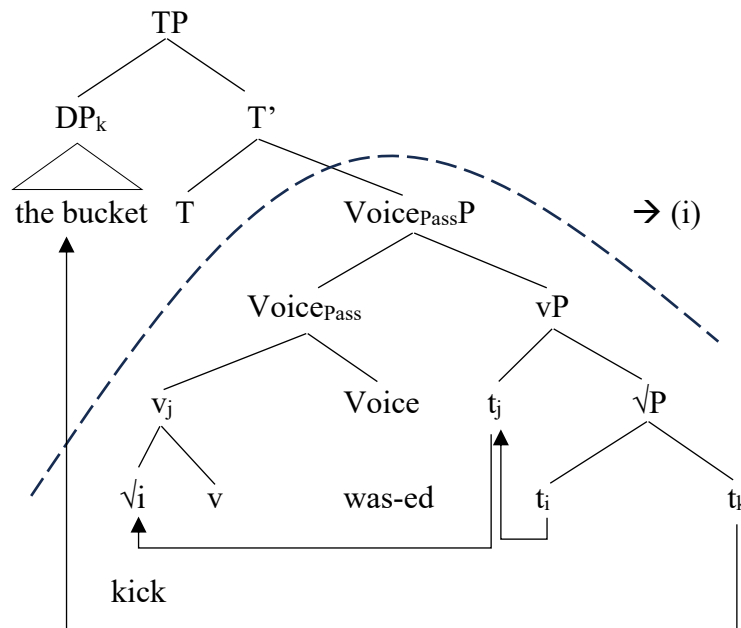 TP
DPₖ T’
the bucket T VoicePassP → (i)
VoicePass vP
vⱼ Voice tⱼ √P
√i v was-ed tᵢ tₖ
kick